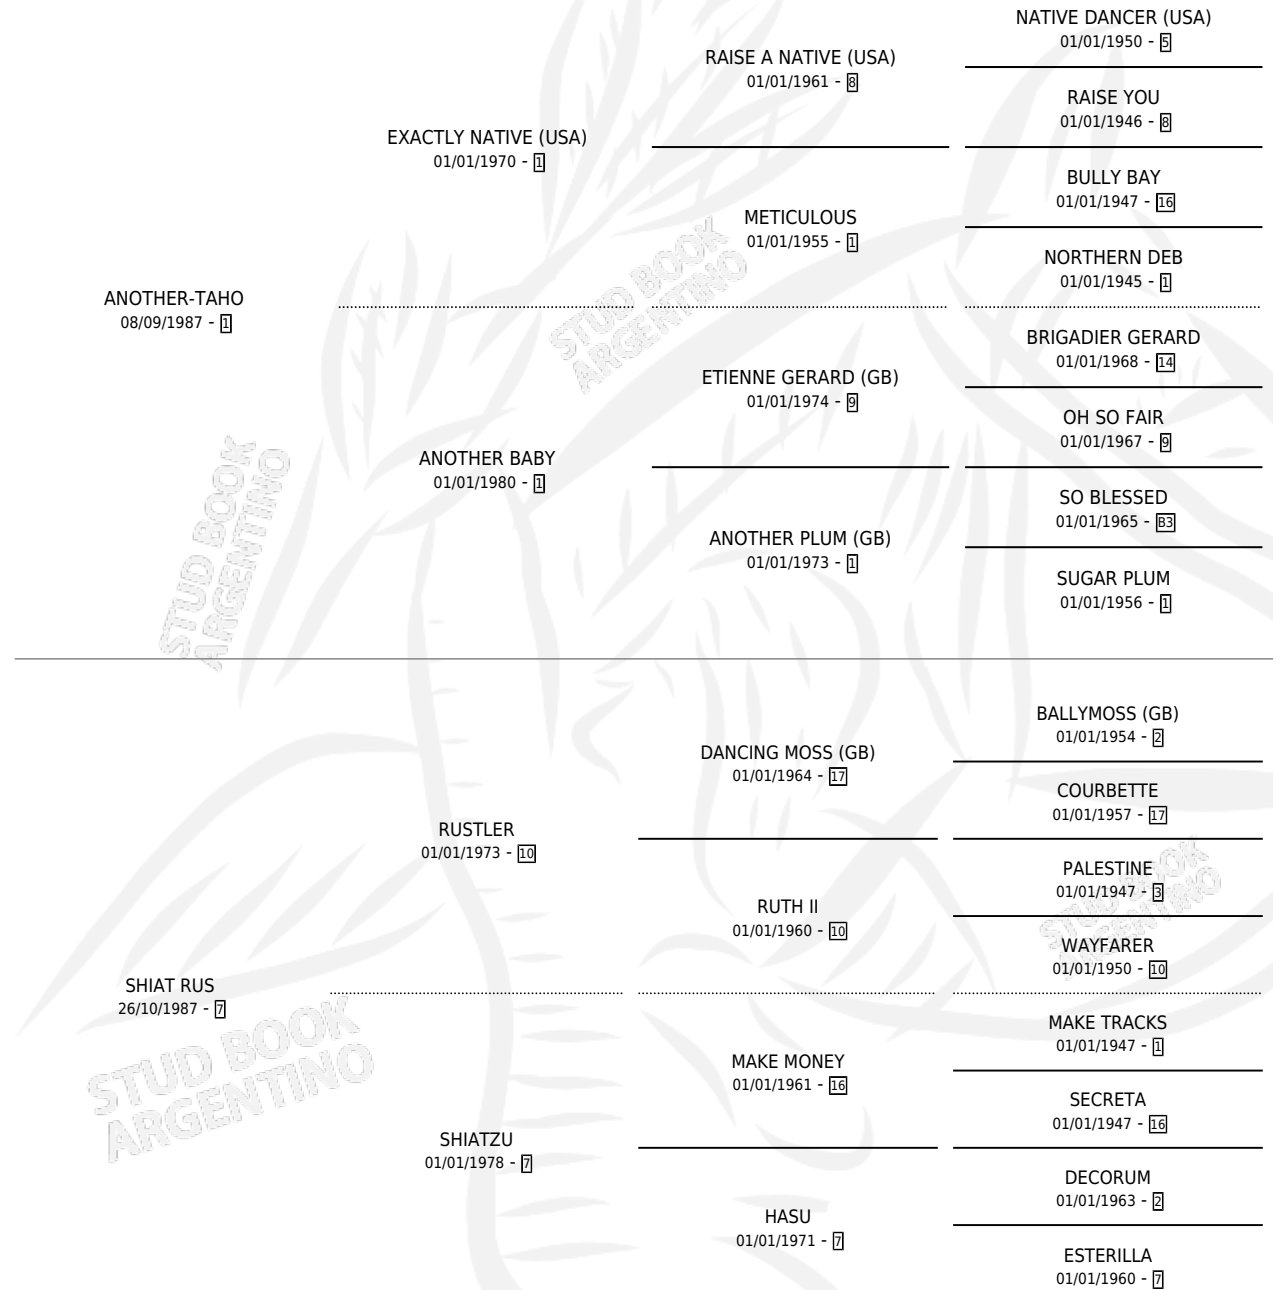 NATIVE DANCER (USA)
01/01/1950 - 5
RAISE A NATIVE (USA)
01/01/1961 - 8
RAISE YOU
01/01/1946 - 8
EXACTLY NATIVE (USA)
01/01/1970 - 1
BULLY BAY
01/01/1947 - 16
METICULOUS
01/01/1955 - 1
NORTHERN DEB
01/01/1945 - 1
ANOTHER-TAHO
08/09/1987 - 1
STUD BOOK
ARGENTINO
BRIGADIER GERARD
01/01/1968 - 14
ETIENNE GERARD (GB)
01/01/1974 - 9
OH SO FAIR
01/01/1967 - 9
ANOTHER BABY
01/01/1980 - 1
SO BLESSED
01/01/1965 - B3
ANOTHER PLUM (GB)
01/01/1973 - 1
SUGAR PLUM
01/01/1956 - 1
STUD BOOK
ARGENTINO
BALLYMOSS (GB)
01/01/1954 - 2
DANCING MOSS (GB)
01/01/1964 - 17
COURBETTE
01/01/1957 - 17
RUSTLER
01/01/1973 - 10
PALESTINE
01/01/1947 - 3
RUTH II
01/01/1960 - 10
WAYFARER
01/01/1950 - 10
STUD BOOK
ARGENTINO
SHIAT RUS
26/10/1987 - 7
MAKE TRACKS
01/01/1947 - 1
MAKE MONEY
01/01/1961 - 16
SECRETA
01/01/1947 - 16
STUD BOOK
ARGENTINO
SHIATZU
01/01/1978 - 7
DECORUM
01/01/1963 - 2
HASU
01/01/1971 - 7
ESTERILLA
01/01/1960 - 7